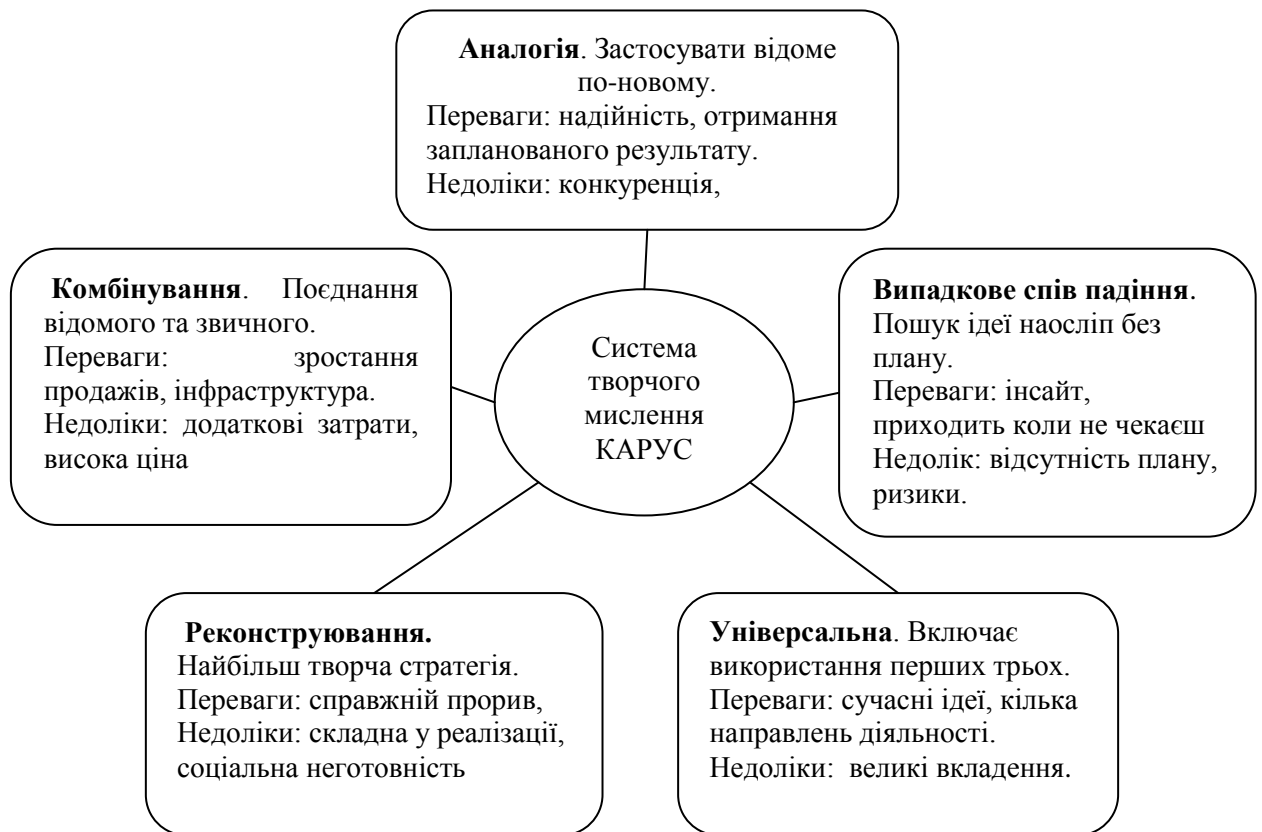 Аналогія. Застосувати відоме
по-новому.
Переваги: надійність, отримання
запланованого результату.
Недоліки: конкуренція,
Комбінування. Поєднання
відомого та звичного.
Переваги: зростання
продажів, інфраструктура.
Недоліки: додаткові затрати,
висока ціна
Система
творчого
мислення
КАРУС
Випадкове спів падіння.
Пошук ідеї наосліп без
плану.
Переваги: інсайт,
приходить коли не чекаєш
Недолік: відсутність плану,
ризики.
Реконструювання.
Найбільш творча стратегія.
Переваги: справжній прорив,
Недоліки: складна у реалізації,
соціальна неготовність
Універсальна. Включає
використання перших трьох.
Переваги: сучасні ідеї, кілька
направлень діяльності.
Недоліки: великі вкладення.